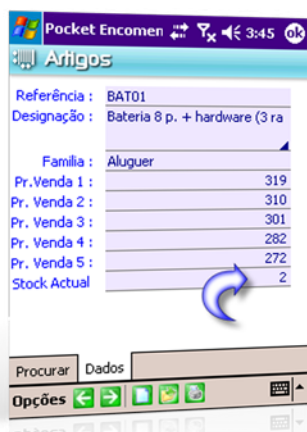 Pocket Encomen 3:45 ok
Artigos
Referência : BAT01
Designação : Bateria 8 p. + hardware (3 ra
Familia : Aluguer
Pr.Venda 1 : 319
Pr. Venda 2 : 310
Pr. Venda 3 : 301
Pr. Venda 4 : 282
Pr. Venda 5 : 272
Stock Actual 2
Procurar Dados
Opções